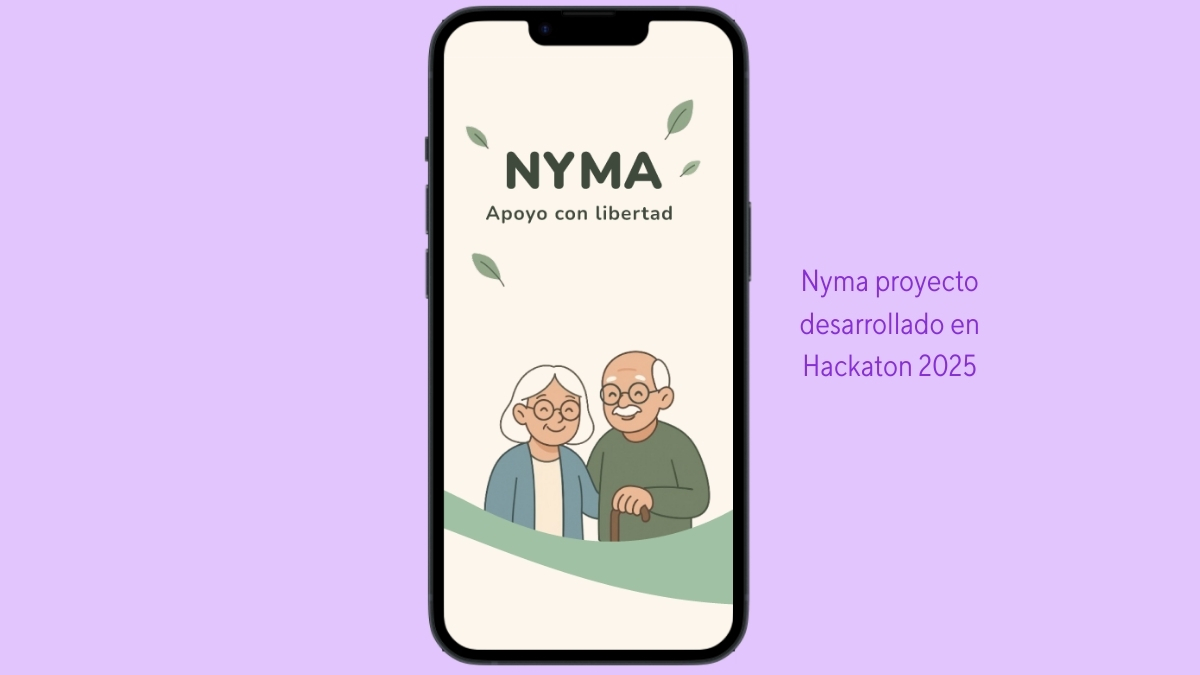 NYMA
Apoyo con libertad
Nyma proyecto
desarrollado en
Hackaton 2025